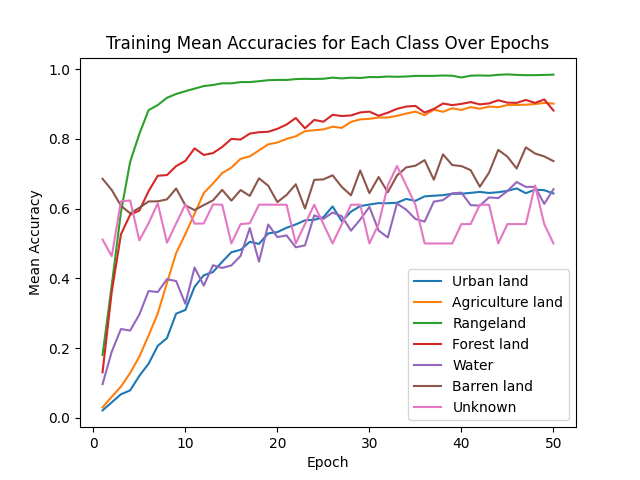 Training Mean Accuracies for Each Class Over Epochs
Mean Accuracy
1.0
0.8
0.6
0.4
0.2
0.0
Urban land
Agriculture land
Rangeland
Forest land
Water
Barren land
Unknown
0
10
20
30
40
50
Epoch